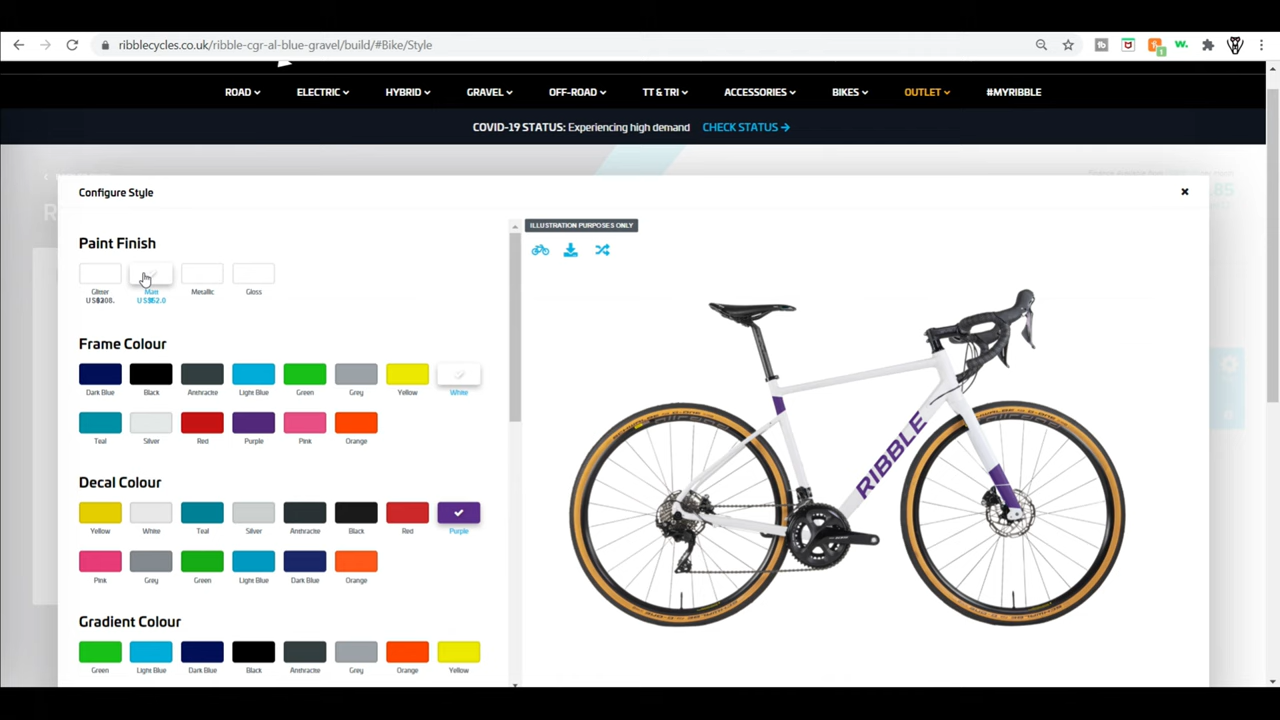 ribblecycles.co.uk/ribble-cgr-al-blue-gravel/build/#Bike/Style
ROAD ELECTRIC HYBRID GRAVEL OFF-ROAD TT & TRI ACCESSORIES BIKES OUTLET #MYRIBBLE
COVID-19 STATUS: Experiencing high demand CHECK STATUS
Configure Style
ILLUSTRATION PURPOSES ONLY
Paint Finish
Glitter Matt Metallic Gloss
Frame Colour
Dark Blue Black Anthracite Light Blue Green Grey Yellow White
Teal Silver Red Purple Pink Orange
Decal Colour
Yellow White Teal Silver Anthracite Black Red Purple
Pink Grey Green Light Blue Dark Blue Orange
Gradient Colour
Green Light Blue Dark Blue Black Anthracite Grey Orange Yellow
RIBBLE